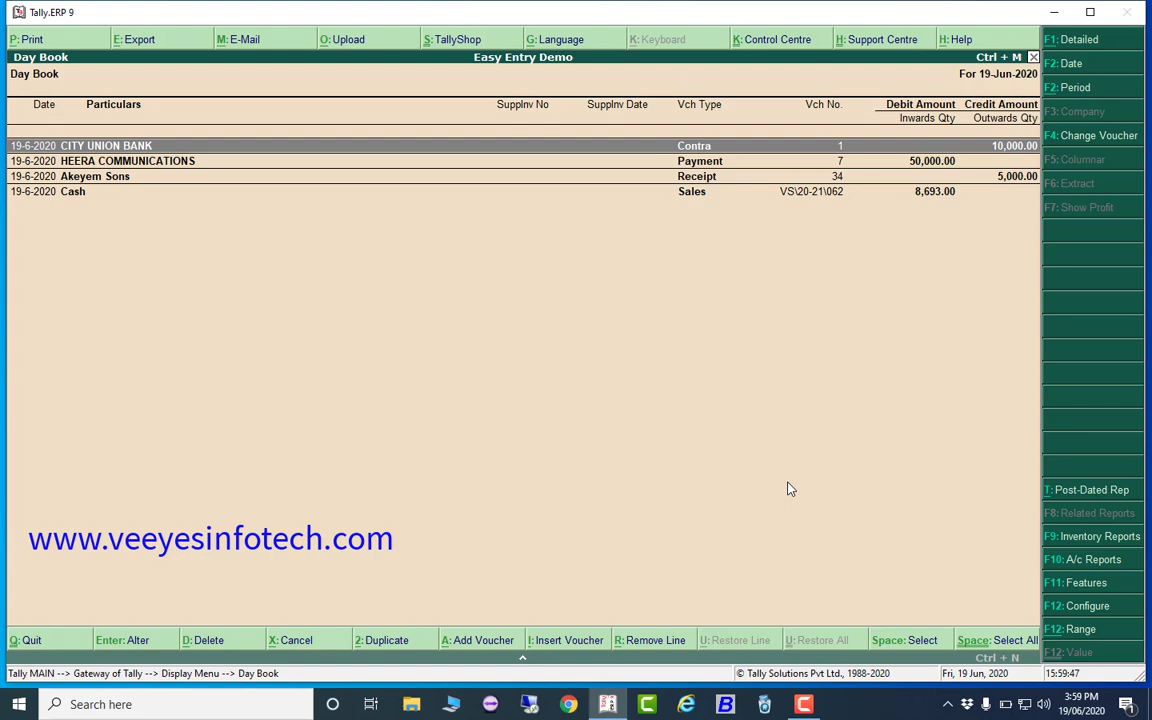 Tally.ERP 9
P: Print E: Export M: E-Mail O: Upload S: TallyShop G: Language K: Keyboard K: Control Centre H: Support Centre H: Help
Day Book Easy Entry Demo Ctrl + M
Day Book For 19-Jun-2020
Date Particulars SuppInv No SuppInv Date Vch Type Vch No. Debit Amount Credit Amount
Inwards Qty Outwards Qty
19-6-2020 CITY UNION BANK Contra 1 10,000.00
19-6-2020 HEERA COMMUNICATIONS Payment 7 50,000.00
19-6-2020 Akeyem Sons Receipt 34 5,000.00
19-6-2020 Cash Sales VS\20-21\062 8,693.00
www.veeyesinfotech.com
F1: Detailed
F2: Date
F2: Period
F3: Company
F4: Change Voucher
F5: Columnar
F6: Extract
F7: Show Profit
T: Post-Dated Rep
F8: Related Reports
F9: Inventory Reports
F10: A/c Reports
F11: Features
F12: Configure
F12: Range
F12: Value
Q: Quit Enter: Alter D: Delete X: Cancel 2: Duplicate A: Add Voucher I: Insert Voucher R: Remove Line U: Restore Line U: Restore All Space: Select Space: Select All
Ctrl + N
Tally MAIN --> Gateway of Tally --> Display Menu --> Day Book © Tally Solutions Pvt Ltd., 1988-2020 Fri, 19 Jun, 2020 15:59:47
Search here
3:59 PM
19/06/2020
1